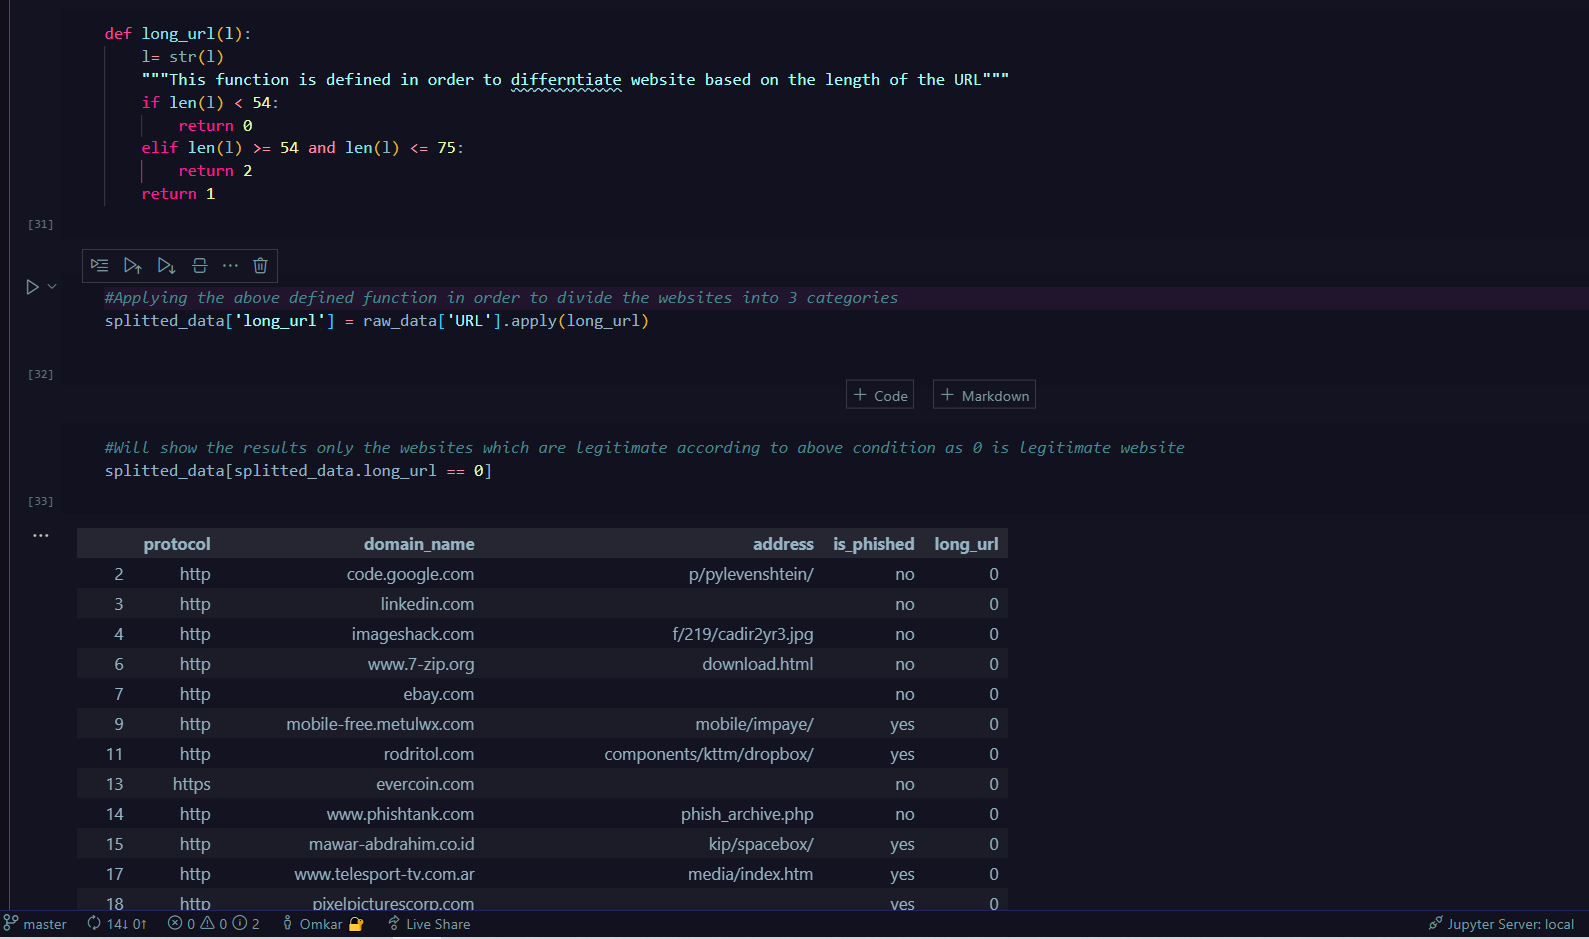 def long_url(l):
l= str(l)
"""This function is defined in order to differntiate website based on the length of the URL"""
if len(l) < 54:
return 0
elif len(l) >= 54 and len(l) <= 75:
return 2
return 1
[31]
#Applying the above defined function in order to divide the websites into 3 categories
splitted_data['long_url'] = raw_data['URL'].apply(long_url)
[32]
+ Code + Markdown
#Will show the results only the websites which are legitimate according to above condition as 0 is legitimate website
splitted_data[splitted_data.long_url == 0]
[33]
...
protocol domain_name address is_phished long_url
2 http code.google.com p/pylevenshtein/ no 0
3 http linkedin.com no 0
4 http imageshack.com f/219/cadir2yr3.jpg no 0
6 http www.7-zip.org download.html no 0
7 http ebay.com no 0
9 http mobile-free.metulwx.com mobile/impaye/ yes 0
11 http rodritol.com components/kttm/dropbox/ yes 0
13 https evercoin.com no 0
14 http www.phishtank.com phish_archive.php no 0
15 http mawar-abdrahim.co.id kip/spacebox/ yes 0
17 http www.telesport-tv.com.ar media/index.htm yes 0
18 http pixelpicturescorp.com yes 0
master 14↓ 0↑ 0 0 2 Omkar Live Share Jupyter Server: local